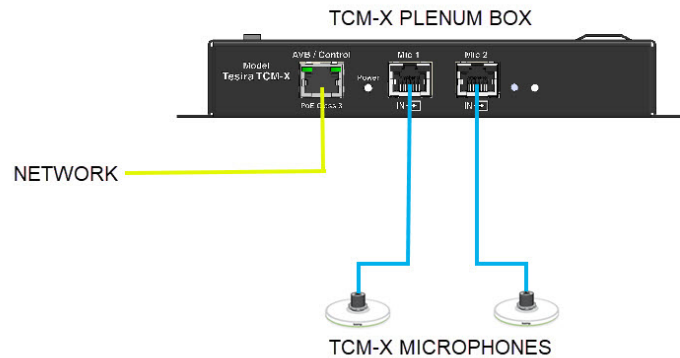 TCM-X PLENUM BOX
AVB / Control
Mic 1
Mic 2
Model
Tesira TCM-X
Power
PoE Class 3
IN
IN
NETWORK
TCM-X MICROPHONES